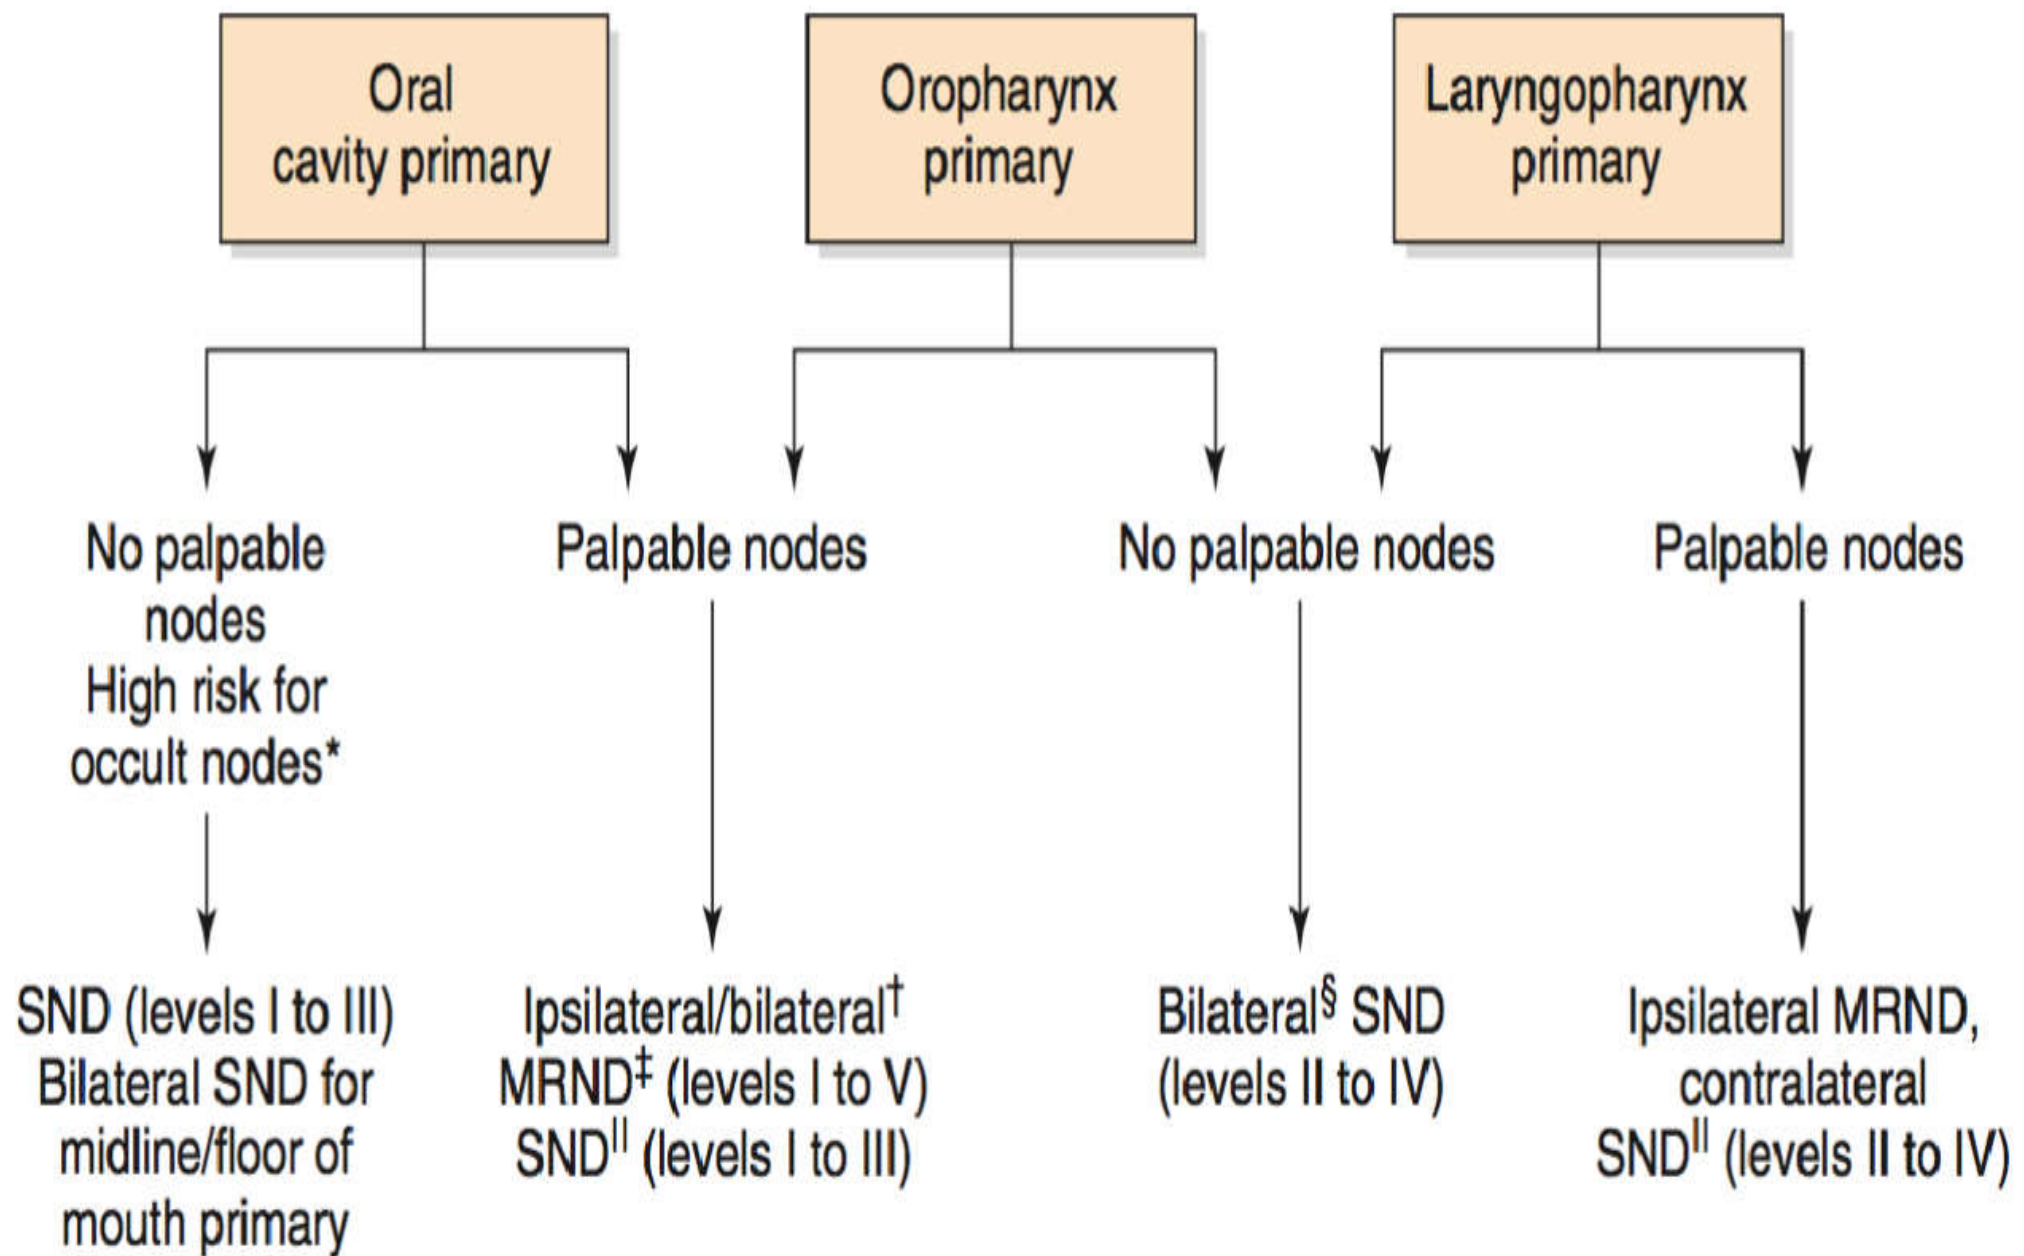 Oral
cavity primary
Oropharynx
primary
Laryngopharynx
primary
No palpable
nodes
High risk for
occult nodes*
Palpable nodes
No palpable nodes
Palpable nodes
SND (levels I to III)
Bilateral SND for
midline/floor of
mouth primary
Ipsilateral/bilateral†
MRND‡ (levels I to V)
SND|| (levels I to III)
Bilateral§ SND
(levels II to IV)
Ipsilateral MRND,
contralateral
SND|| (levels II to IV)